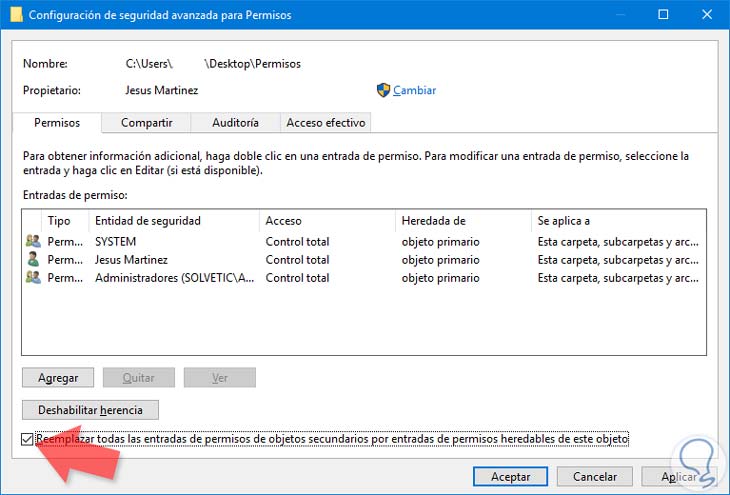 Configuración de seguridad avanzada para Permisos
Nombre: C:\Users\ \Desktop\Permisos
Propietario: Jesus Martinez Cambiar
Permisos Compartir Auditoría Acceso efectivo
Para obtener información adicional, haga doble clic en una entrada de permiso. Para modificar una entrada de permiso, seleccione la
entrada y haga clic en Editar (si está disponible).
Entradas de permiso:
Tipo Entidad de seguridad Acceso Heredada de Se aplica a
Perm... SYSTEM Control total objeto primario Esta carpeta, subcarpetas y arc...
Perm... Jesus Martinez Control total objeto primario Esta carpeta, subcarpetas y arc...
Perm... Administradores (SOLVETIC\A... Control total objeto primario Esta carpeta, subcarpetas y arc...
Agregar Quitar Ver
Deshabilitar herencia
Reemplazar todas las entradas de permisos de objetos secundarios por entradas de permisos heredables de este objeto
Aceptar Cancelar Aplicar